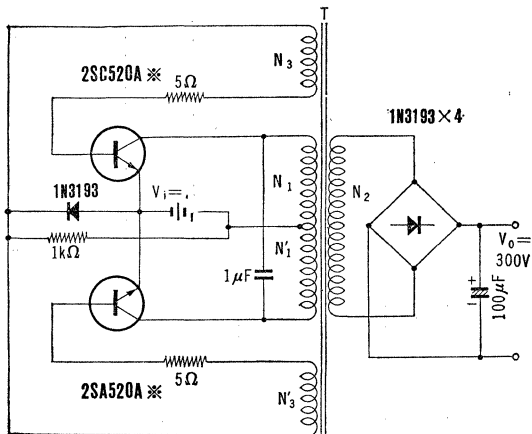 T
N3
2SC520A ※
5Ω
1N3193×4
N1
N2
1N3193
Vi=
Vo=
300V
1kΩ
N'1
1μF
+
100μF
-
5Ω
2SA520A ※
N'3